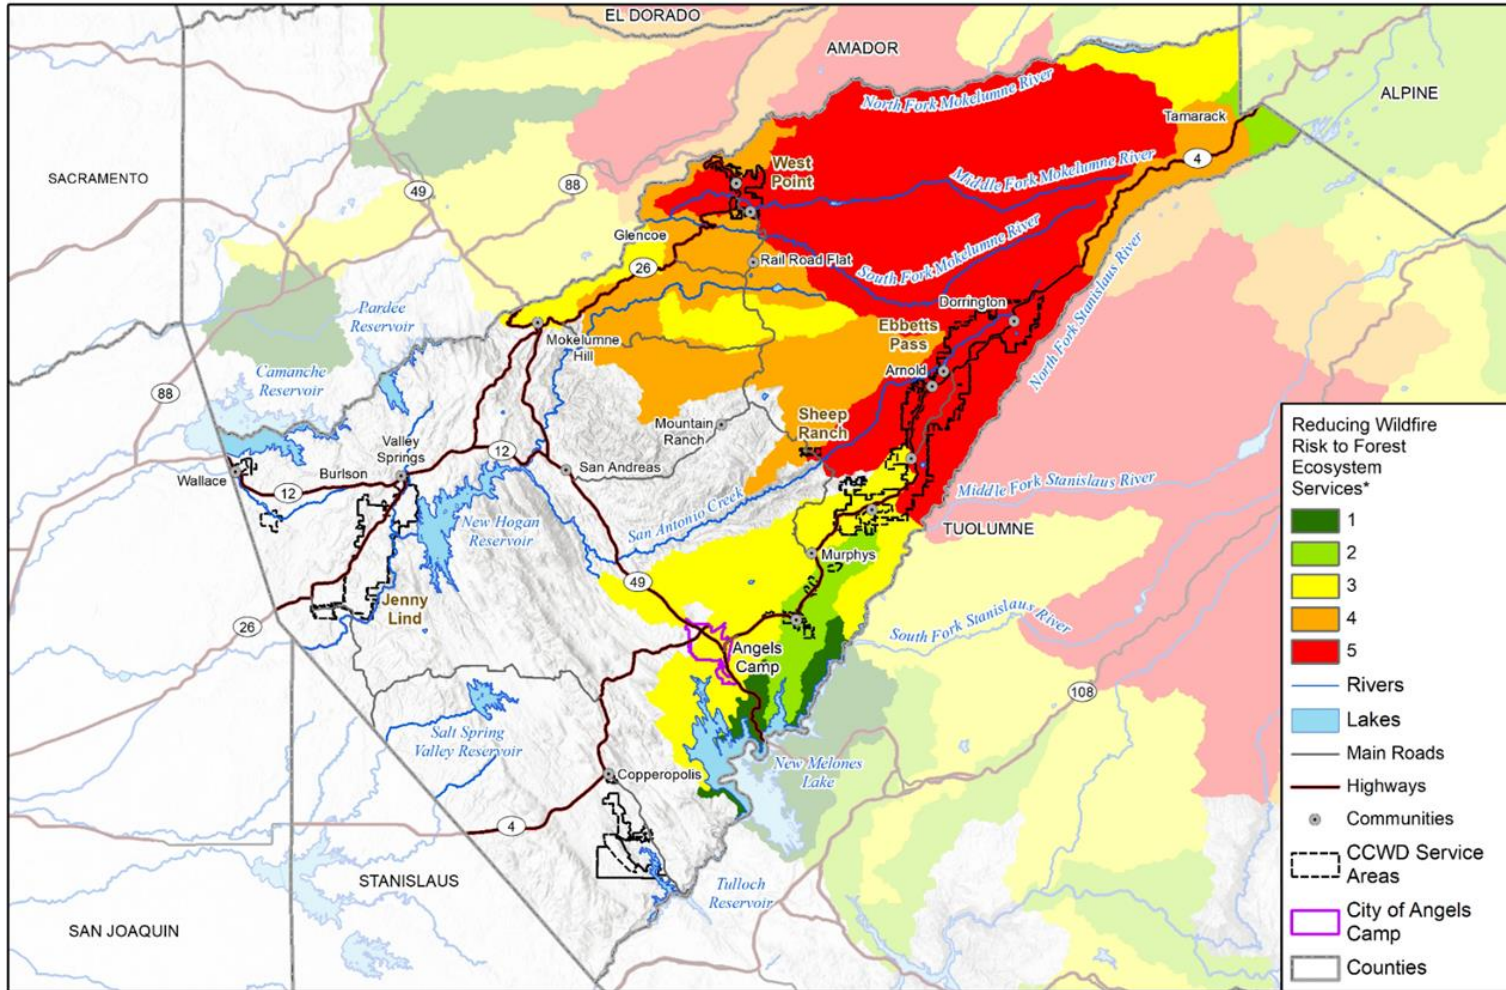 EL DORADO
AMADOR
ALPINE
North Fork Mokelumne River
Tamarack
4
West
Point
Middle Fork Mokelumne River
SACRAMENTO
49
88
Glencoe
South Fork Mokelumne River
26
Rail Road Flat
Pardee
Reservoir
Dorrington
North Fork Stanislaus River
Ebbetts
Pass
Mokelumne
Hill
Arnold
Camanche
Reservoir
88
Sheep
Ranch
Mountain
Ranch
Valley
Springs
12
San Andreas
Wallace
Burlson
12
Middle Fork Stanislaus River
San Antonio Creek
New Hogan
Reservoir
TUOLUMNE
Murphys
49
Jenny
Lind
26
South Fork Stanislaus River
Angels
Camp
108
Salt Spring
Valley Reservoir
New Melones
Lake
Copperopolis
4
STANISLAUS
Tulloch
Reservoir
SAN JOAQUIN
Reducing Wildfire
Risk to Forest
Ecosystem
Services*
1
2
3
4
5
Rivers
Lakes
Main Roads
Highways
Communities
CCWD Service
Areas
City of Angels
Camp
Counties